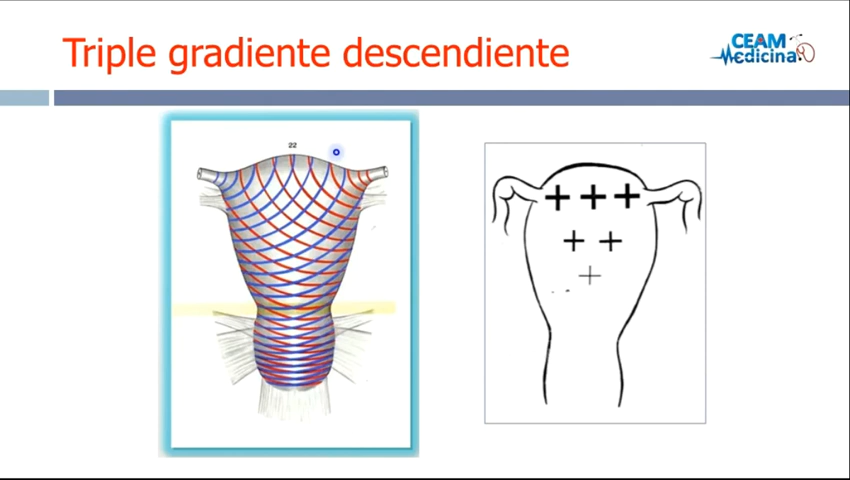 Triple gradiente descendiente
CEAM
Medicina
22
+ + +
+ +
+